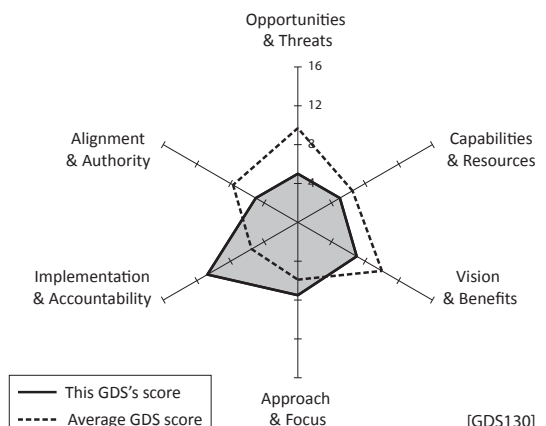 Opportunities
& Threats
16
12
8
4
Alignment
& Authority
Capabilities
& Resources
Implementation
& Accountability
Vision
& Benefits
This GDS's score
Average GDS score
Approach
& Focus
[GDS130]